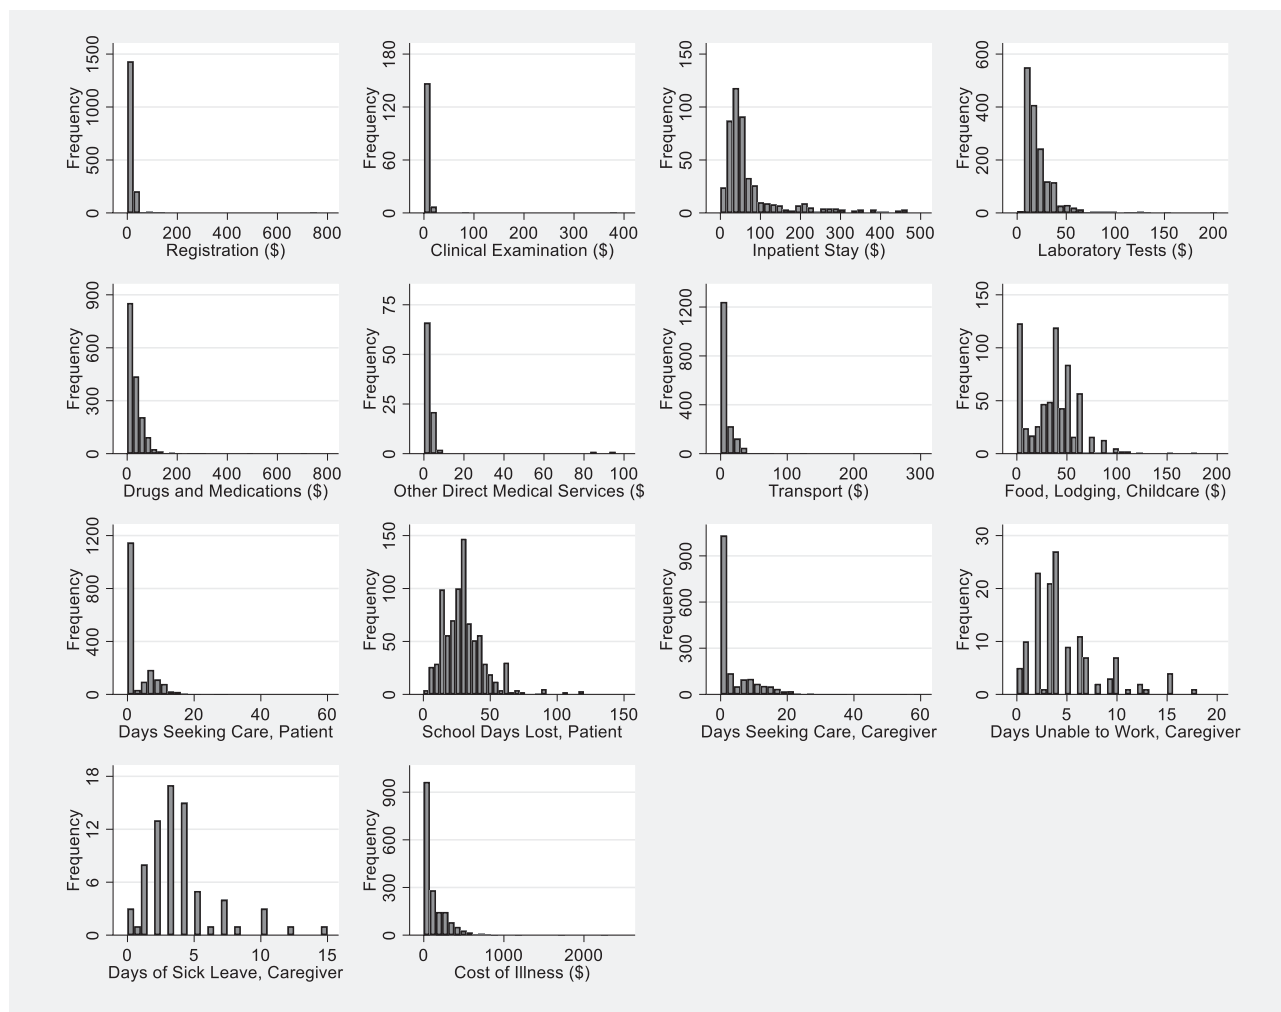 1500
1000
500
0
Frequency
0 200 400 600 800
Registration ($)
180
120
60
0
Frequency
0 100 200 300 400
Clinical Examination ($)
150
100
50
0
Frequency
0 100 200 300 400 500
Inpatient Stay ($)
600
400
200
0
Frequency
0 50 100 150 200
Laboratory Tests ($)
900
600
300
0
Frequency
0 200 400 600 800
Drugs and Medications ($)
75
50
25
0
Frequency
0 20 40 60 80 100
Other Direct Medical Services ($
1200
800
400
0
Frequency
0 100 200 300
Transport ($)
150
100
50
0
Frequency
0 50 100 150 200
Food, Lodging, Childcare ($)
1200
800
400
0
Frequency
0 20 40 60
Days Seeking Care, Patient
150
100
50
0
Frequency
0 50 100 150
School Days Lost, Patient
900
600
300
0
Frequency
0 20 40 60
Days Seeking Care, Caregiver
30
20
10
0
Frequency
0 5 10 15 20
Days Unable to Work, Caregiver
18
12
6
0
Frequency
0 5 10 15
Days of Sick Leave, Caregiver
900
600
300
0
Frequency
0 1000 2000
Cost of Illness ($)